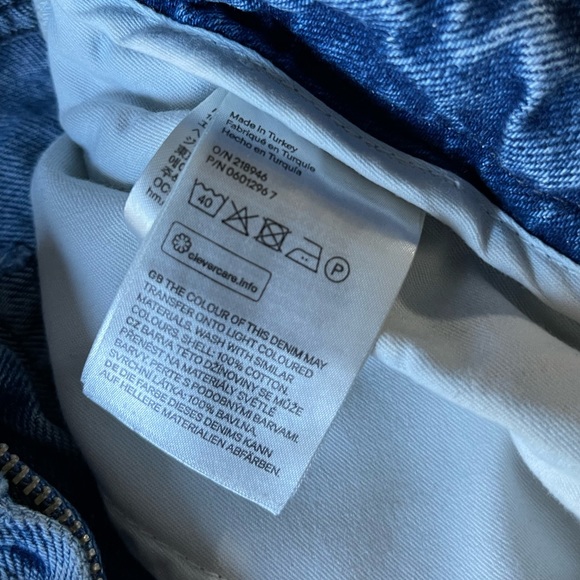 Made in Turkey
Fabriqué en Turquie
Hecho en Turquía
O/N 218946
P/N 0601296 7
40
P
clevercare.info
GB THE COLOUR OF THIS DENIM MAY
TRANSFER ONTO LIGHT COLOURED
MATERIALS. WASH WITH SIMILAR
COLOURS. SHELL: 100% COTTON
CZ BARVA TÉTO DŽÍNOVINY SE MŮŽE
PŘENÉST NA MATERIÁLY SVĚTLÉ
BARVY. PERTE S PODOBNÝMI BARVAMI.
SVRCHNÍ LÁTKA: 100% BAVLNA.
DE DIE FARBE DIESES DENIMS KANN
AUF HELLERE MATERIALIEN ABFÄRBEN.